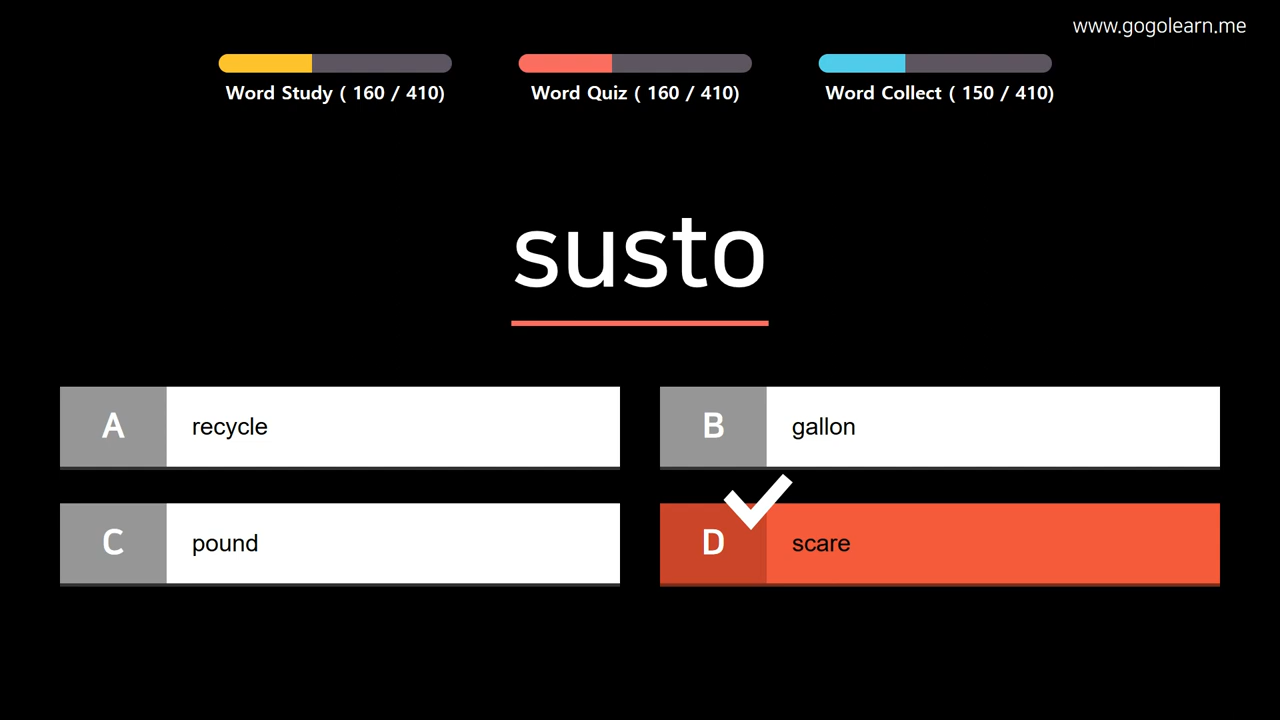 www.gogolearn.me
Word Study ( 160 / 410)
Word Quiz ( 160 / 410)
Word Collect ( 150 / 410)
susto
A recycle
B gallon
C pound
D scare